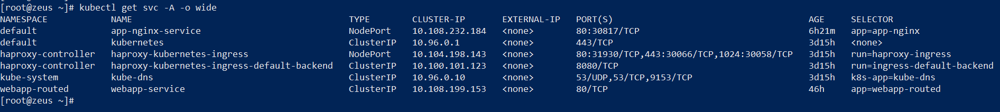 [root@zeus ~]# kubectl get svc -A -o wide
NAMESPACE            NAME                                         TYPE        CLUSTER-IP       EXTERNAL-IP   PORT(S)                                     AGE     SELECTOR
default              app-nginx-service                            NodePort    10.108.232.184   <none>        80:30817/TCP                                6h21m   app=app-nginx
default              kubernetes                                   ClusterIP   10.96.0.1        <none>        443/TCP                                     3d15h   <none>
haproxy-controller   haproxy-kubernetes-ingress                   NodePort    10.104.198.143   <none>        80:31930/TCP,443:30066/TCP,1024:30058/TCP   3d15h   run=haproxy-ingress
haproxy-controller   haproxy-kubernetes-ingress-default-backend   ClusterIP   10.100.101.123   <none>        8080/TCP                                    3d15h   run=ingress-default-backend
kube-system          kube-dns                                     ClusterIP   10.96.0.10       <none>        53/UDP,53/TCP,9153/TCP                      3d15h   k8s-app=kube-dns
webapp-routed        webapp-service                               ClusterIP   10.108.199.153   <none>        80/TCP                                      46h     app=webapp-routed
[root@zeus ~]#